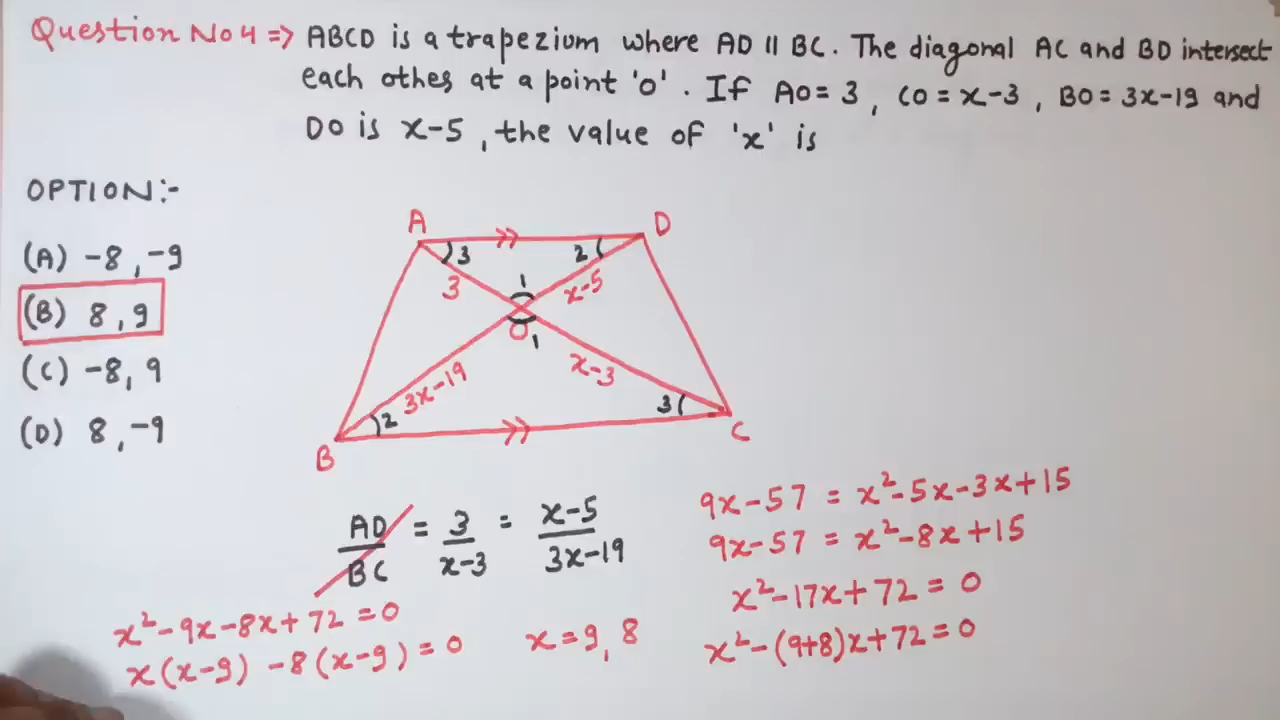 Question No 4 => ABCD is a trapezium where AD || BC. The diagonal AC and BD intersect
each othes at a point 'O'. If AO = 3, CO = x-3, BO = 3x-19 and
DO is x-5, the value of 'x' is
OPTION:-
(A) -8, -9
(B) 8, 9
(C) -8, 9
(D) 8, -9
A
D
3
2
3
1
x-5
O
1
3x-19
x-3
2
3
B
C
AD/BC = 3/x-3 = x-5/3x-19
x²-9x-8x+72=0
x(x-9) -8(x-9) = 0
x=9, 8
9x-57 = x²-5x-3x+15
9x-57 = x²-8x+15
x²-17x+72 = 0
x²-(9+8)x+72=0